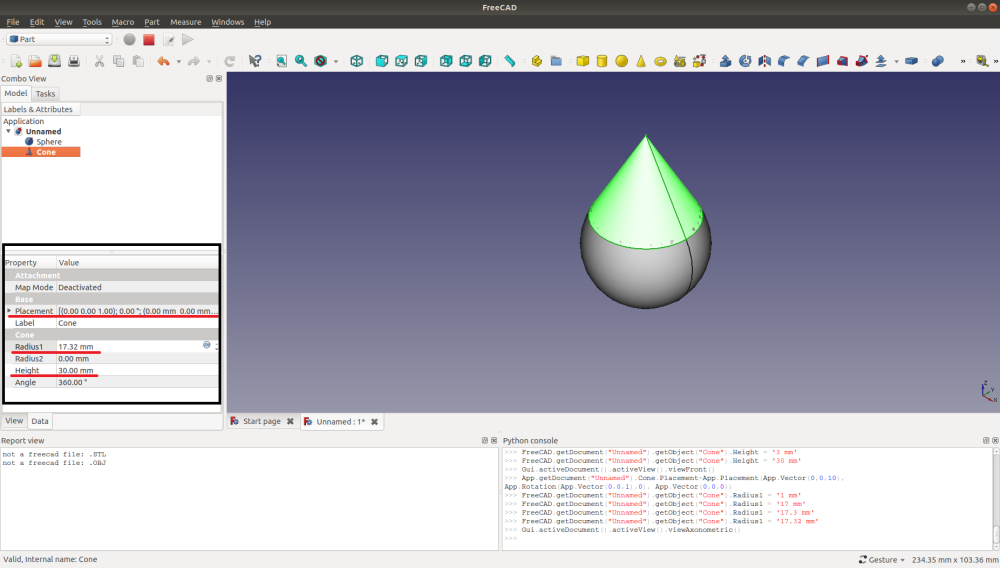 FreeCAD
File Edit View Tools Macro Part Measure Windows Help
Part
Combo View
Model Tasks
Labels & Attributes
Application
Unnamed
Sphere
Cone
Property Value
Attachment
Map Mode Deactivated
Base
Placement [(0.00 0.00 1.00); 0.00 °; (0.00 mm 0.00 mm...
Label Cone
Cone
Radius1 17.32 mm
Radius2 0.00 mm
Height 30.00 mm
Angle 360.00 °
View Data
Start page Unnamed : 1*
Z
Y
X
Report view
not a freecad file: .STL
not a freecad file: .OBJ
Python console
>>> FreeCAD.getDocument("Unnamed").getObject("Cone").Height = '3 mm'
>>> FreeCAD.getDocument("Unnamed").getObject("Cone").Height = '30 mm'
>>> Gui.activeDocument().activeView().viewFront()
>>> App.getDocument("Unnamed").Cone.Placement=App.Placement(App.Vector(0,0,10),
App.Rotation(App.Vector(0,0,1),0), App.Vector(0,0,0))
>>> FreeCAD.getDocument("Unnamed").getObject("Cone").Radius1 = '1 mm'
>>> FreeCAD.getDocument("Unnamed").getObject("Cone").Radius1 = '17 mm'
>>> FreeCAD.getDocument("Unnamed").getObject("Cone").Radius1 = '17.3 mm'
>>> FreeCAD.getDocument("Unnamed").getObject("Cone").Radius1 = '17.32 mm'
>>> Gui.activeDocument().activeView().viewAxonometric()
>>>
Valid, Internal name: Cone
Gesture 234.35 mm x 103.36 mm